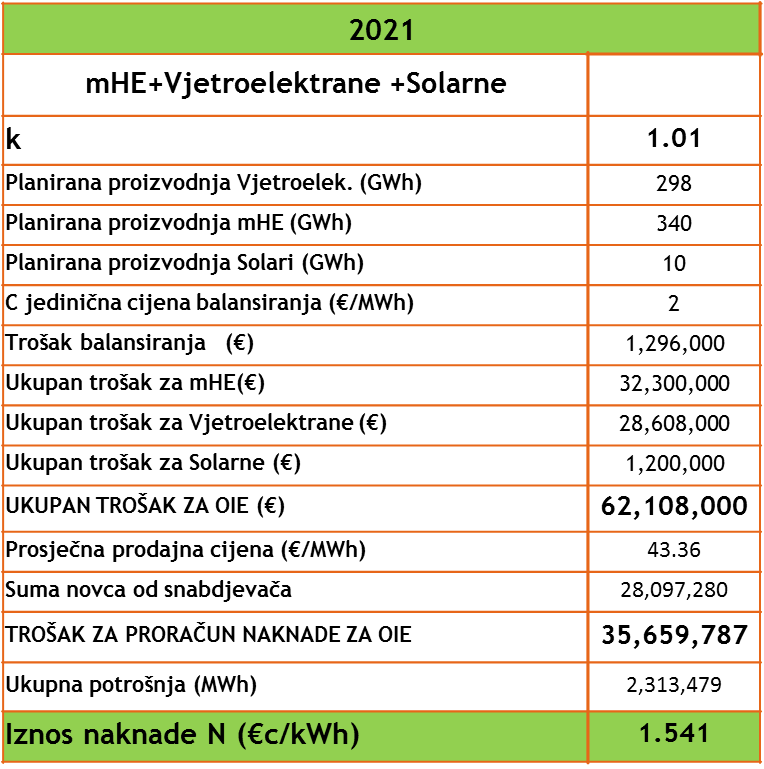 2021
mHE+Vjetroelektrane +Solarne
k 1.01
Planirana proizvodnja Vjetroelek. (GWh) 298
Planirana proizvodnja mHE (GWh) 340
Planirana proizvodnja Solari (GWh) 10
C jedinična cijena balansiranja (€/MWh) 2
Trošak balansiranja (€) 1,296,000
Ukupan trošak za mHE(€) 32,300,000
Ukupan trošak za Vjetroelektrane (€) 28,608,000
Ukupan trošak za Solarne (€) 1,200,000
UKUPAN TROŠAK ZA OIE (€) 62,108,000
Prosječna prodajna cijena (€/MWh) 43.36
Suma novca od snabdjevača 28,097,280
TROŠAK ZA PRORAČUN NAKNADE ZA OIE 35,659,787
Ukupna potrošnja (MWh) 2,313,479
Iznos naknade N (€c/kWh) 1.541